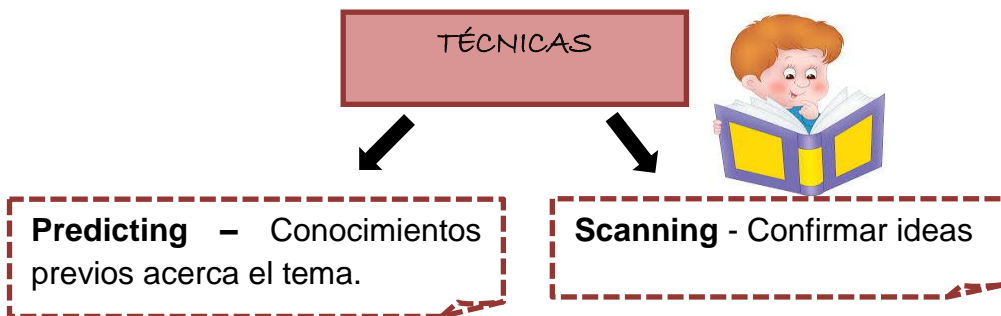 TÉCNICAS
Predicting – Conocimientos
previos acerca el tema.
Scanning - Confirmar ideas